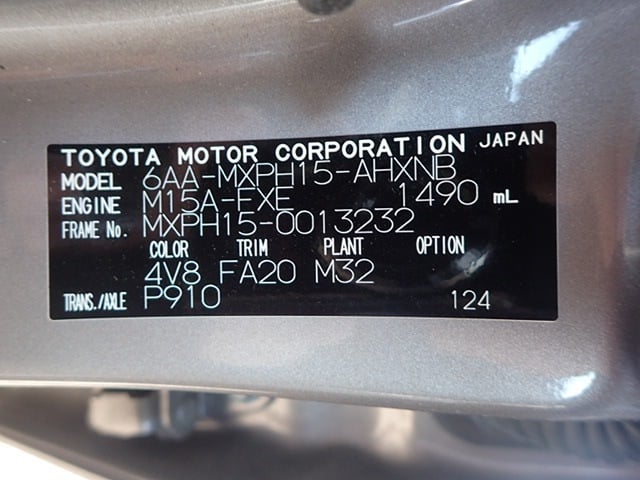 TOYOTA MOTOR CORPORATION JAPAN
MODEL 6AA-MXPH15-AHXNB
ENGINE M15A-FXE 1490 mL
FRAME No. MXPH15-0013232
COLOR TRIM PLANT OPTION
4V8 FA20 M32
TRANS./AXLE P910 124